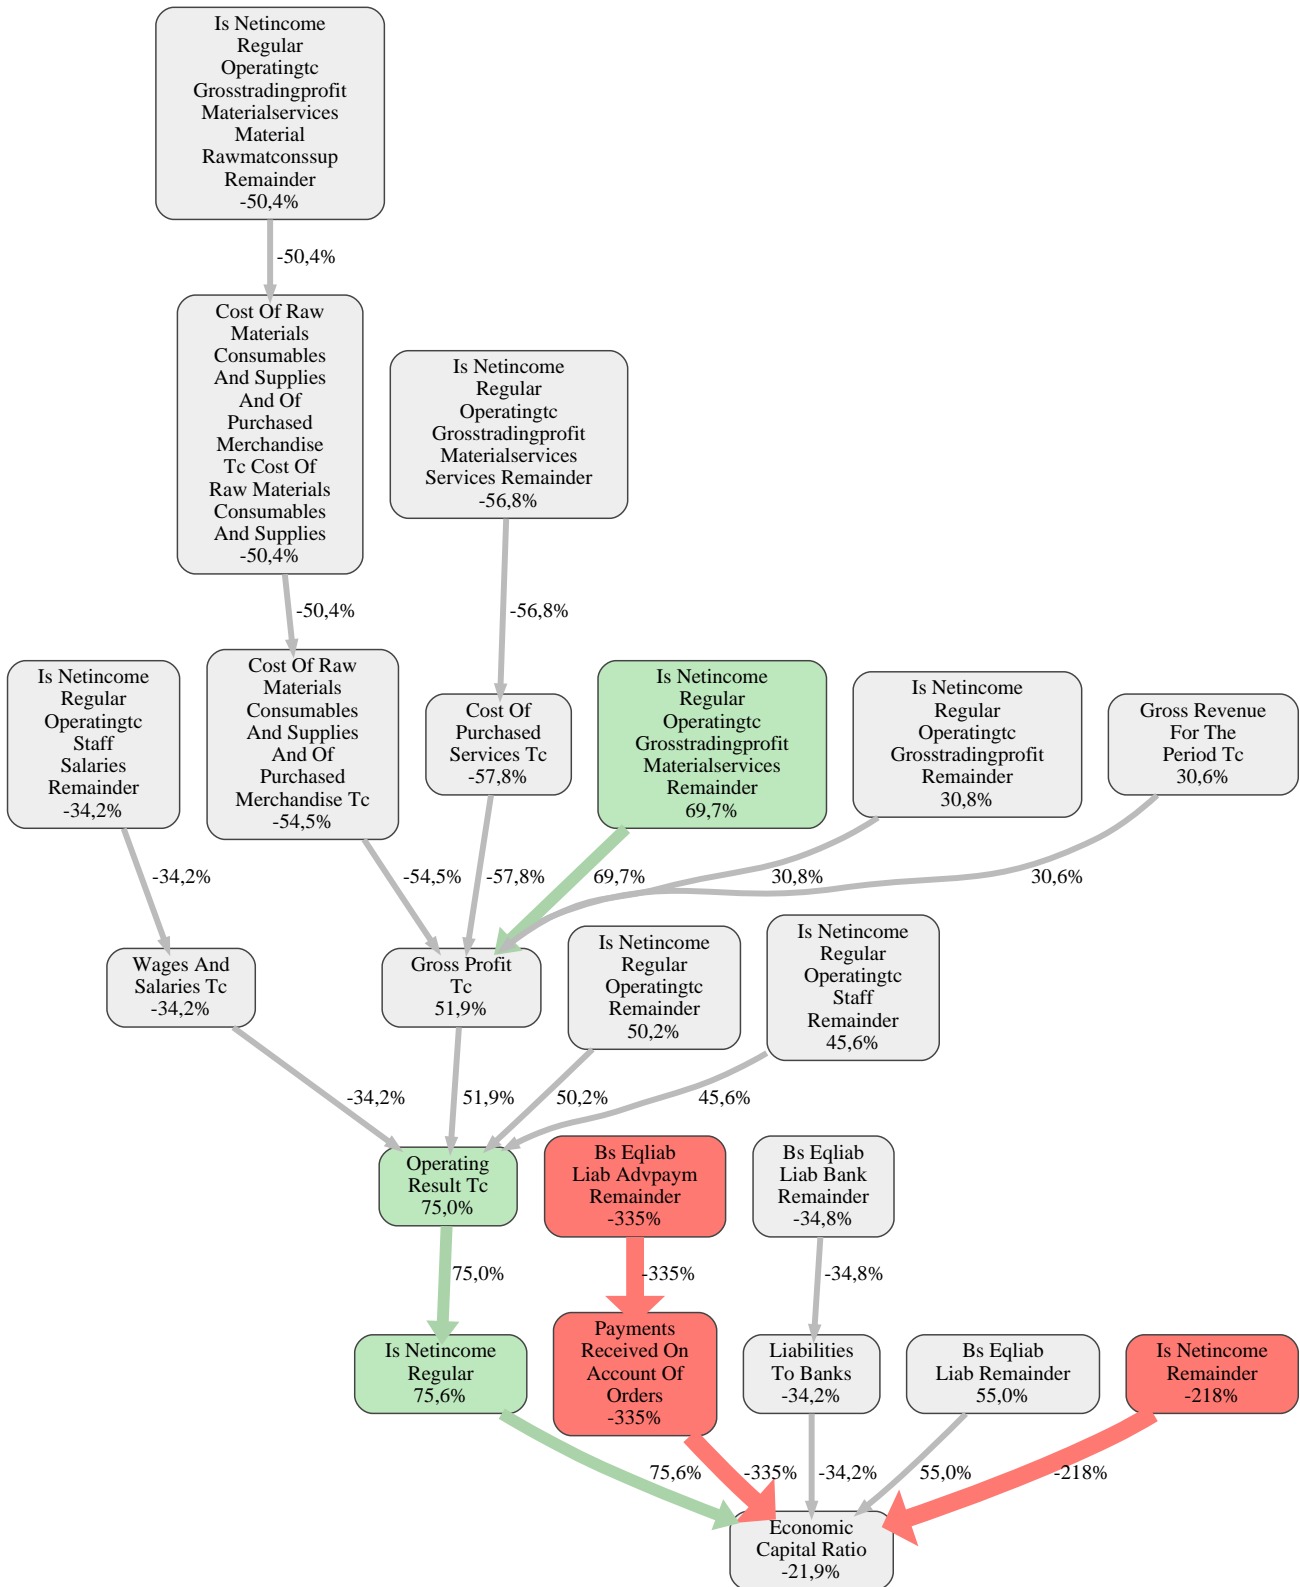 Is Netincome
Regular
Operatingtc
Grosstradingprofit
Materialservices
Material
Rawmatconssup
Remainder
-50,4%
-50,4%
Cost Of Raw
Materials
Consumables
And Supplies
And Of
Purchased
Merchandise
Tc Cost Of
Raw Materials
Consumables
And Supplies
-50,4%
Is Netincome
Regular
Operatingtc
Grosstradingprofit
Materialservices
Services Remainder
-56,8%
-50,4%
-56,8%
Is Netincome
Regular
Operatingtc
Staff
Salaries
Remainder
-34,2%
Cost Of Raw
Materials
Consumables
And Supplies
And Of
Purchased
Merchandise Tc
-54,5%
Cost Of
Purchased
Services Tc
-57,8%
Is Netincome
Regular
Operatingtc
Grosstradingprofit
Materialservices
Remainder
69,7%
Is Netincome
Regular
Operatingtc
Grosstradingprofit
Remainder
30,8%
Gross Revenue
For The
Period Tc
30,6%
-34,2%
-54,5%
-57,8%
69,7%
30,8%
30,6%
Wages And
Salaries Tc
-34,2%
Gross Profit
Tc
51,9%
Is Netincome
Regular
Operatingtc
Remainder
50,2%
Is Netincome
Regular
Operatingtc
Staff
Remainder
45,6%
-34,2%
51,9%
50,2%
45,6%
Operating
Result Tc
75,0%
Bs Eqliab
Liab Advpaym
Remainder
-335%
Bs Eqliab
Liab Bank
Remainder
-34,8%
75,0%
-335%
-34,8%
Is Netincome
Regular
75,6%
Payments
Received On
Account Of
Orders
-335%
Liabilities
To Banks
-34,2%
Bs Eqliab
Liab Remainder
55,0%
Is Netincome
Remainder
-218%
75,6%
-335%
-34,2%
55,0%
-218%
Economic
Capital Ratio
-21,9%